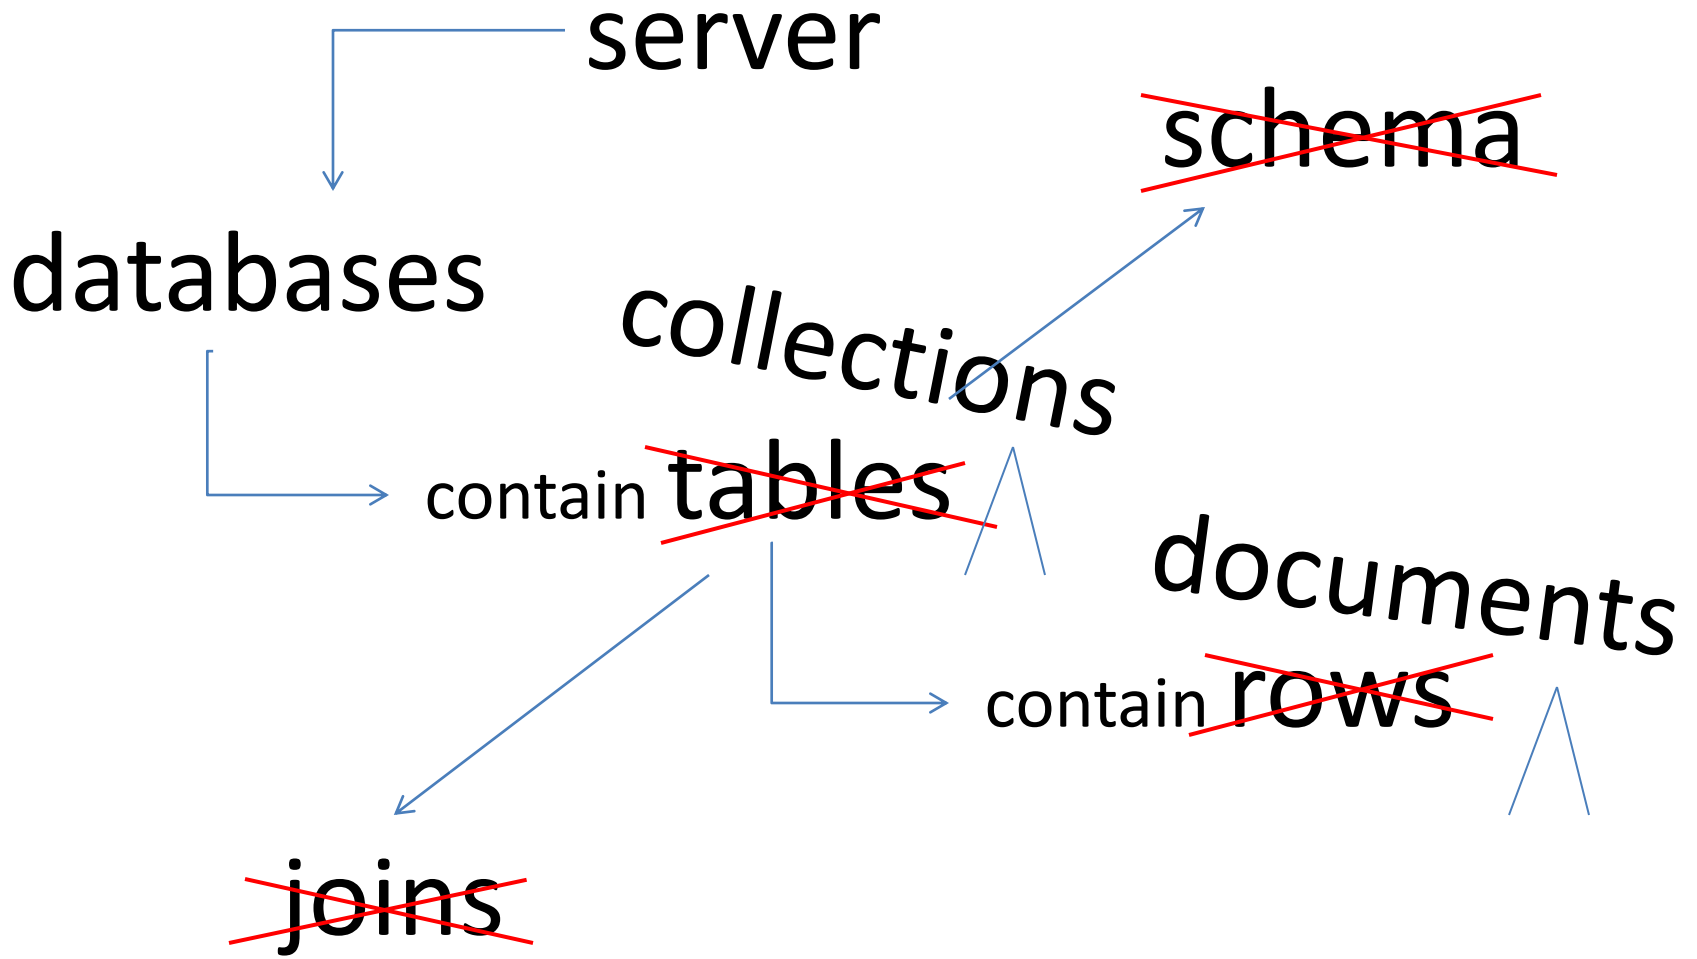 server
schema
databases
collections
contain tables
documents
contain rows
joins